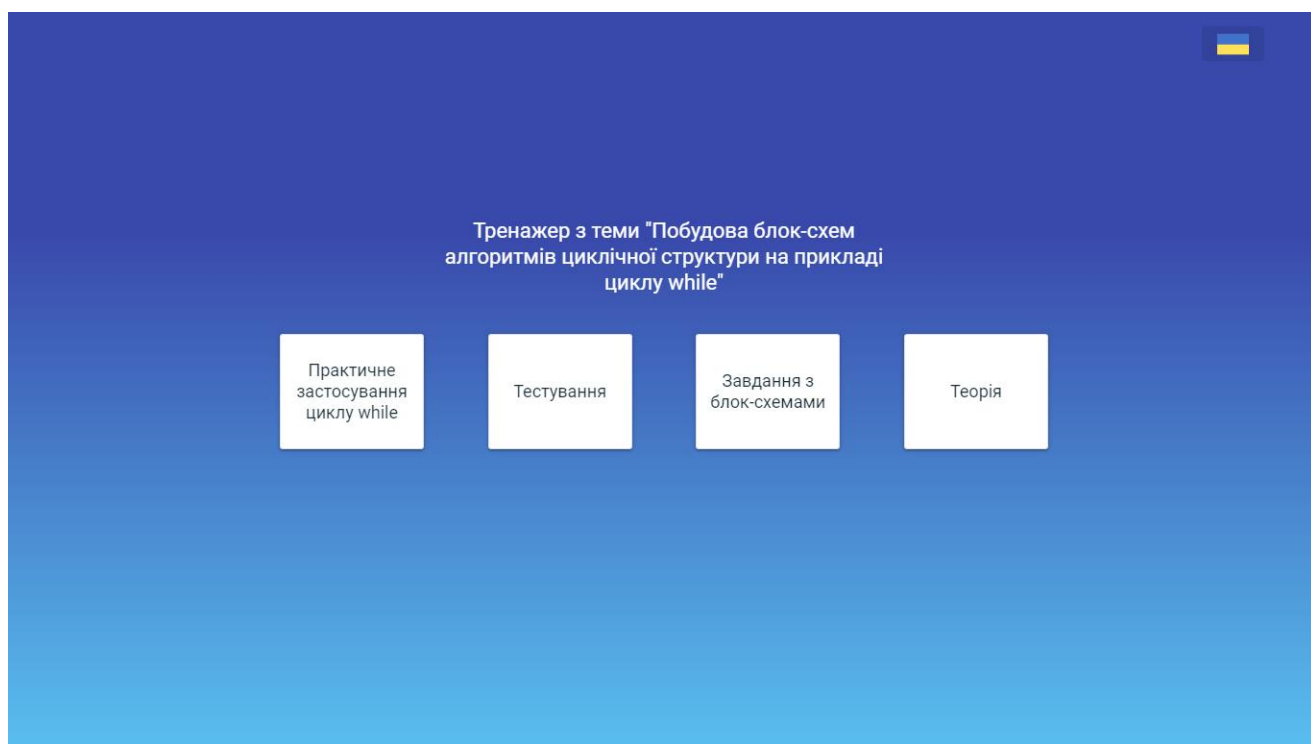 Тренажер з теми "Побудова блок-схем
алгоритмів циклічної структури на прикладі
циклу while"
Практичне
застосування
циклу while
Тестування
Завдання з
блок-схемами
Теорія